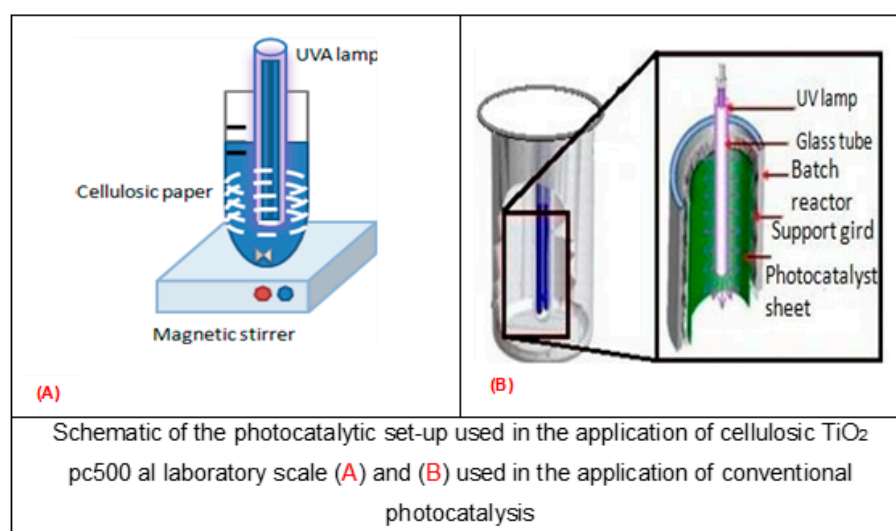 UVA lamp
Cellulosic paper
Magnetic stirrer
(A)
UV lamp
Glass tube
Batch
reactor
Support gird
Photocatalyst
sheet
(B)
Schematic of the photocatalytic set-up used in the application of cellulosic TiO₂
pc500 al laboratory scale (A) and (B) used in the application of conventional
photocatalysis